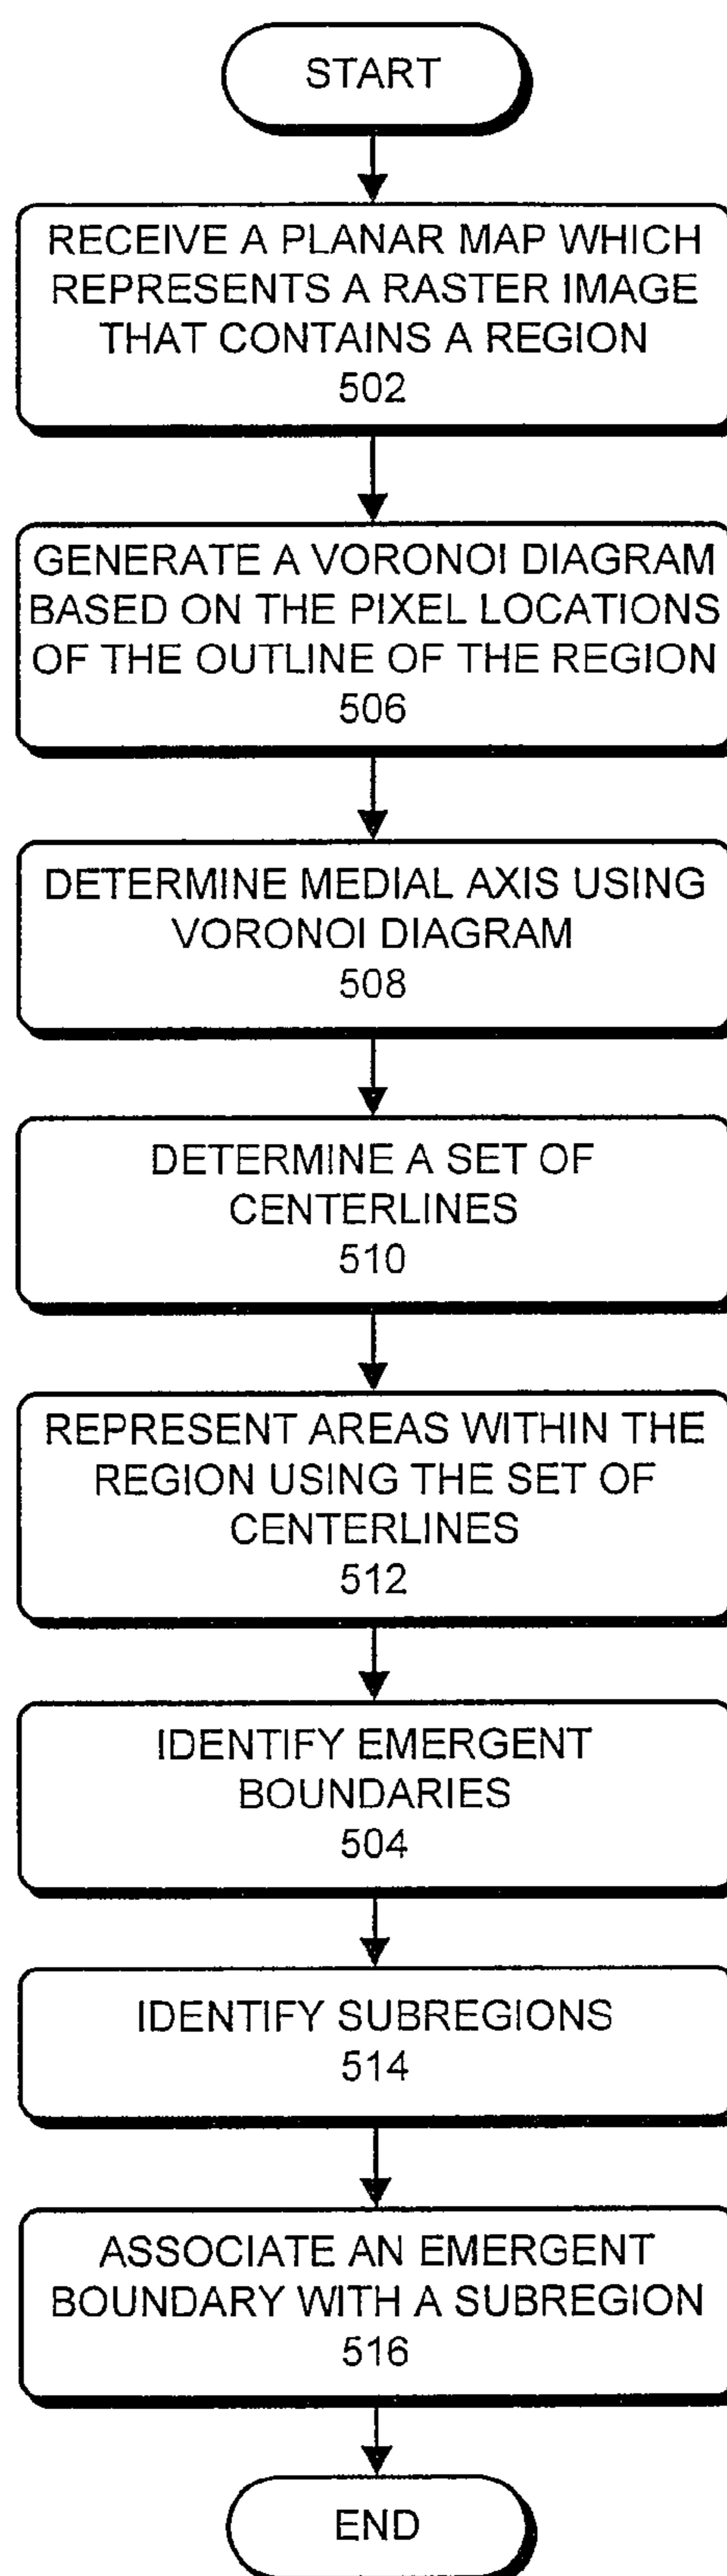 START
RECEIVE A PLANAR MAP WHICH
REPRESENTS A RASTER IMAGE
THAT CONTAINS A REGION
502
GENERATE A VORONOI DIAGRAM
BASED ON THE PIXEL LOCATIONS
OF THE OUTLINE OF THE REGION
506
DETERMINE MEDIAL AXIS USING
VORONOI DIAGRAM
508
DETERMINE A SET OF
CENTERLINES
510
REPRESENT AREAS WITHIN THE
REGION USING THE SET OF
CENTERLINES
512
IDENTIFY EMERGENT
BOUNDARIES
504
IDENTIFY SUBREGIONS
514
ASSOCIATE AN EMERGENT
BOUNDARY WITH A SUBREGION
516
END